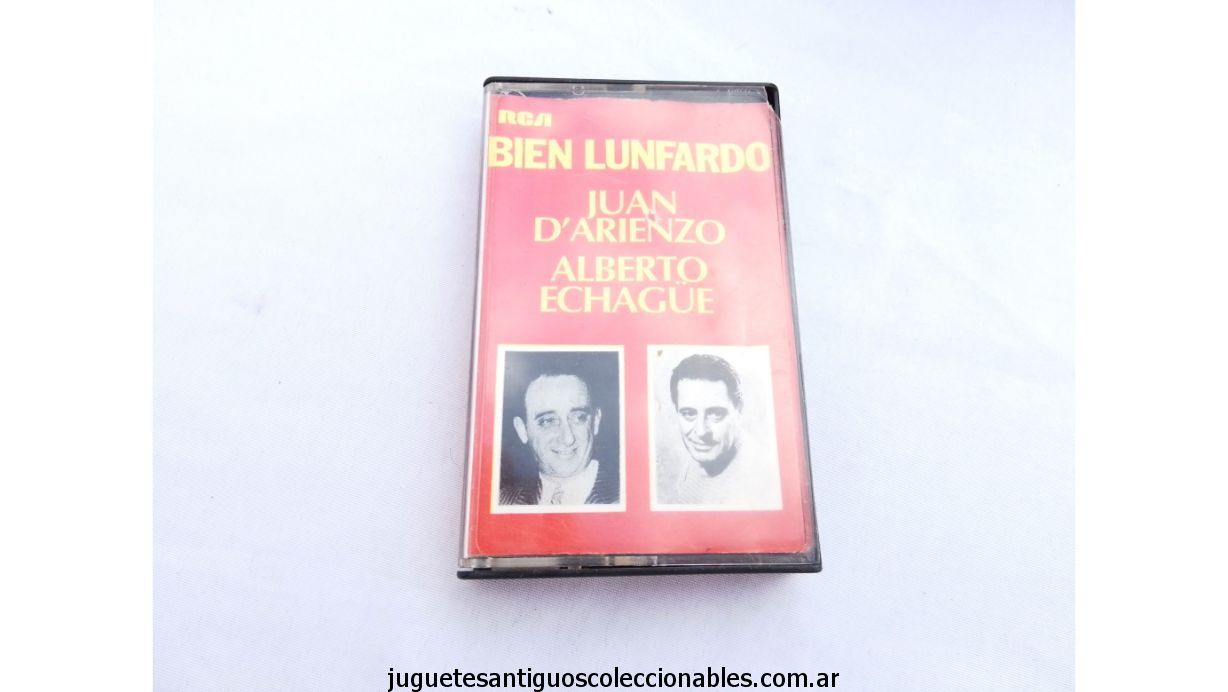 RCA
BIEN LUNFARDO
JUAN
D'ARIENZO
ALBERTO
ECHAGÜE
juguetesantiguoscoleccionables.com.ar